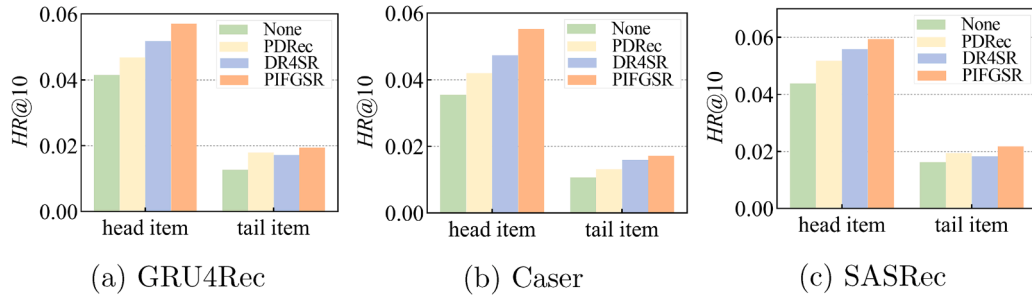 0.06
0.04
0.02
0.00
HR@10
None
PDRec
DR4SR
PIFGSR
head item
tail item
(a) GRU4Rec
0.06
0.04
0.02
0.00
HR@10
None
PDRec
DR4SR
PIFGSR
head item
tail item
(b) Caser
0.06
0.04
0.02
0.00
HR@10
None
PDRec
DR4SR
PIFGSR
head item
tail item
(c) SASRec